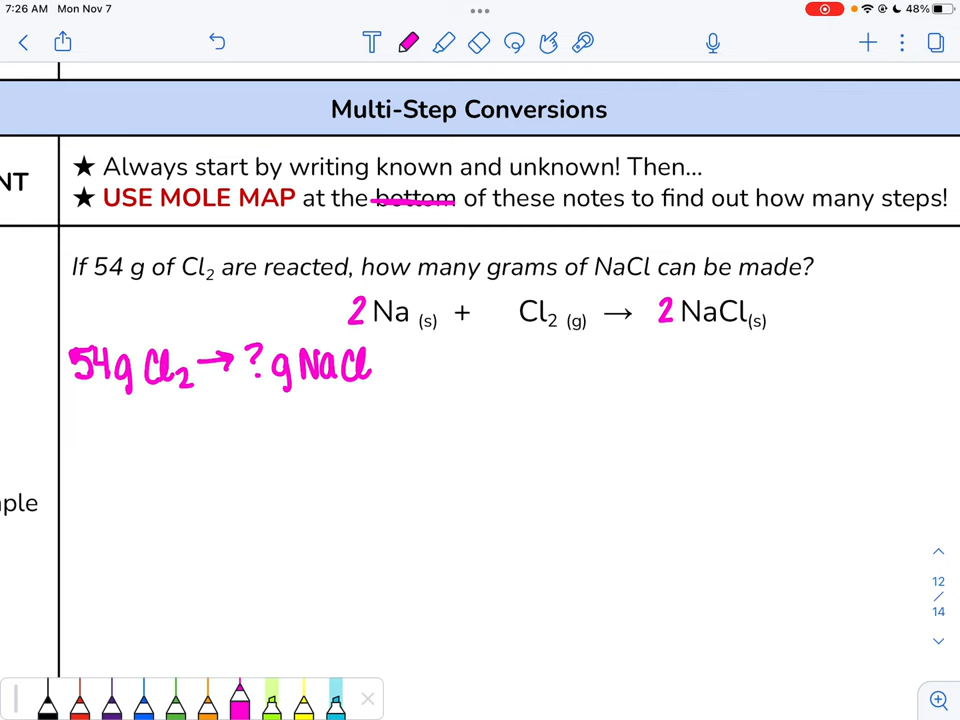 7:26 AM Mon Nov 7
48%
T
Multi-Step Conversions
NT
★ Always start by writing known and unknown! Then...
★ USE MOLE MAP at the bottom of these notes to find out how many steps!
If 54 g of Cl₂ are reacted, how many grams of NaCl can be made?
2 Na (s) + Cl₂ (g) → 2 NaCl(s)
54g Cl₂ → ? g NaCl
ple
12
/
14